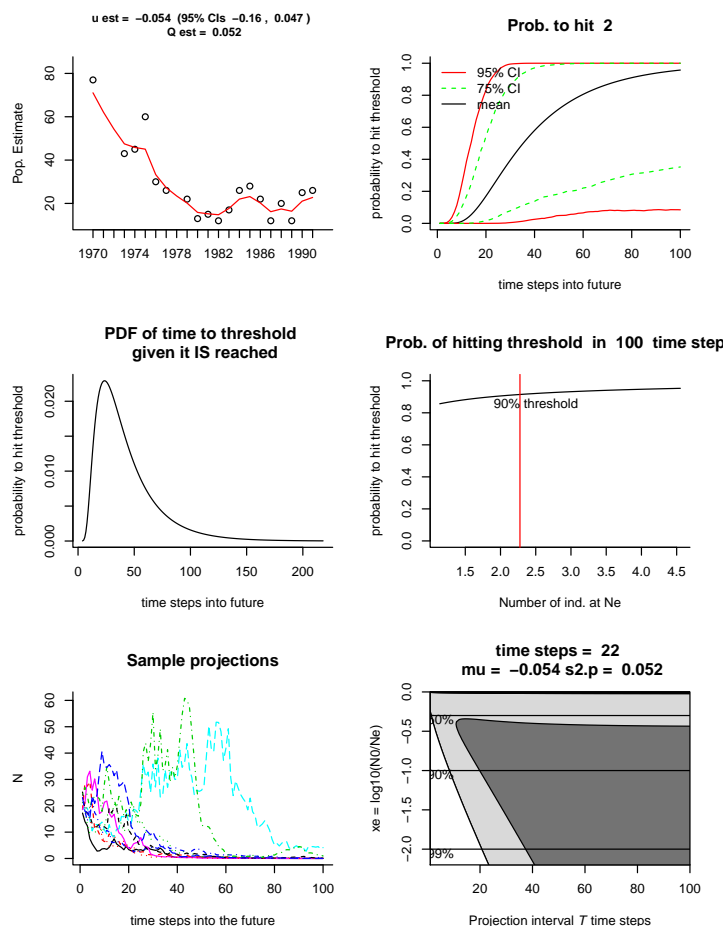 u est = −0.054 (95% CIs −0.16 , 0.047 )
Q est = 0.052
Pop. Estimate
80
60
40
20
1970
1974
1978
1982
1986
1990
Prob. to hit 2
probability to hit threshold
1.0
0.8
0.6
0.4
0.2
0.0
95% CI
75% CI
mean
0
20
40
60
80
100
time steps into future
PDF of time to threshold
given it IS reached
probability to hit threshold
0.020
0.010
0.000
0
50
100
150
200
time steps into future
Prob. of hitting threshold in 100 time step
probability to hit threshold
1.0
0.8
0.6
0.4
0.2
0.0
90% threshold
1.5
2.0
2.5
3.0
3.5
4.0
4.5
Number of ind. at Ne
Sample projections
N
60
50
40
30
20
10
0
0
20
40
60
80
100
time steps into the future
time steps = 22
mu = −0.054 s2.p = 0.052
xe = log10(N0/Ne)
0.0
−0.5
−1.0
−1.5
−2.0
90%
99%
20
40
60
80
100
Projection interval T time steps